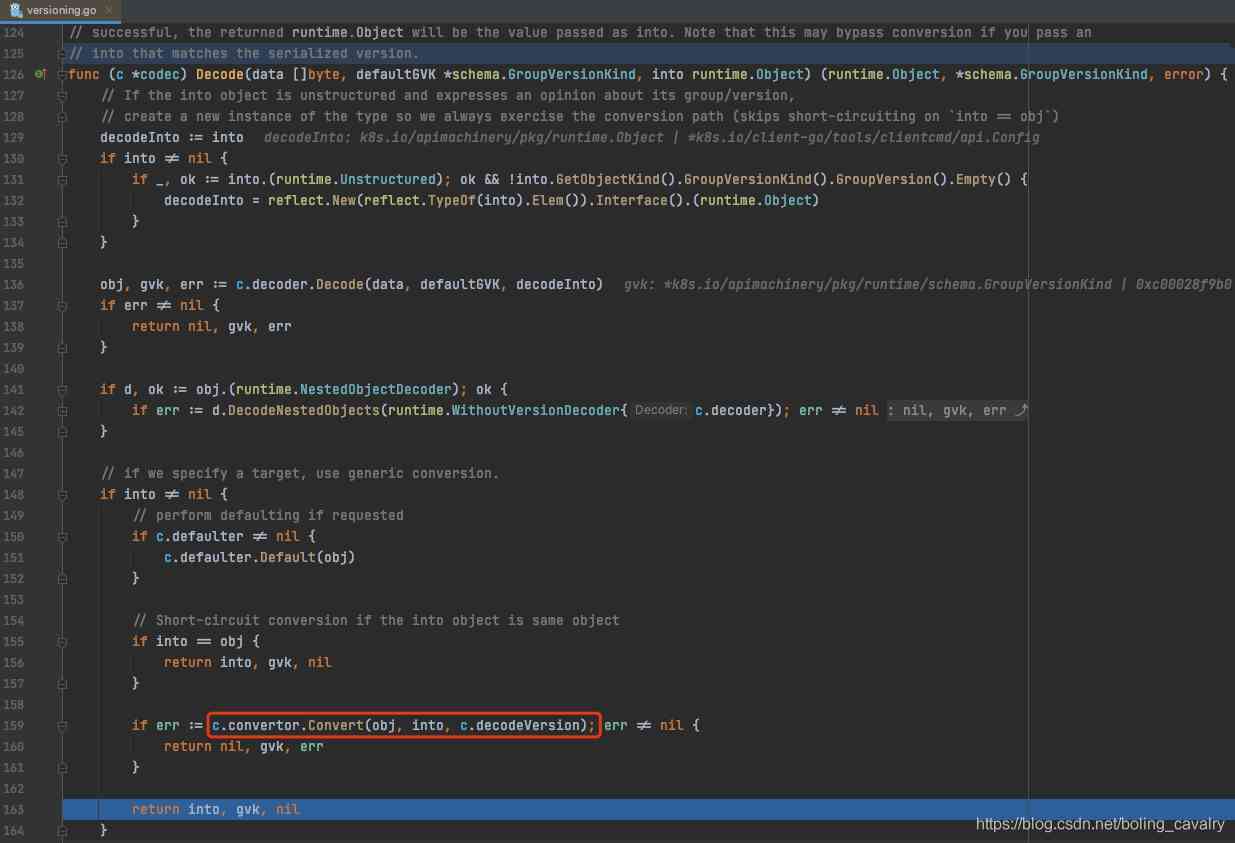 versioning.go
124 // successful, the returned runtime.Object will be the value passed as into. Note that this may bypass conversion if you pass an
125 // into that matches the serialized version.
126 func (c *codec) Decode(data []byte, defaultGVK *schema.GroupVersionKind, into runtime.Object) (runtime.Object, *schema.GroupVersionKind, error) {
127 // If the into object is unstructured and expresses an opinion about its group/version,
128 // create a new instance of the type so we always exercise the conversion path (skips short-circuiting on `into == obj`)
129 decodeInto := into decodeInto: k8s.io/apimachinery/pkg/runtime.Object | *k8s.io/client-go/tools/clientcmd/api.Config
130 if into != nil {
131 if _, ok := into.(runtime.Unstructured); ok && !into.GetObjectKind().GroupVersionKind().GroupVersion().Empty() {
132 decodeInto = reflect.New(reflect.TypeOf(into).Elem()).Interface().(runtime.Object)
133 }
134 }
135
136 obj, gvk, err := c.decoder.Decode(data, defaultGVK, decodeInto) gvk: *k8s.io/apimachinery/pkg/runtime/schema.GroupVersionKind | 0xc00028f9b0
137 if err != nil {
138 return nil, gvk, err
139 }
140
141 if d, ok := obj.(runtime.NestedObjectDecoder); ok {
142 if err := d.DecodeNestedObjects(runtime.WithoutVersionDecoder{ Decoder: c.decoder}); err != nil : nil, gvk, err
145 }
146
147 // if we specify a target, use generic conversion.
148 if into != nil {
149 // perform defaulting if requested
150 if c.defaulter != nil {
151 c.defaulter.Default(obj)
152 }
153
154 // Short-circuit conversion if the into object is same object
155 if into == obj {
156 return into, gvk, nil
157 }
158
159 if err := c.convertor.Convert(obj, into, c.decodeVersion); err != nil {
160 return nil, gvk, err
161 }
162
163 return into, gvk, nil
164 }
https://blog.csdn.net/boling_cavalry